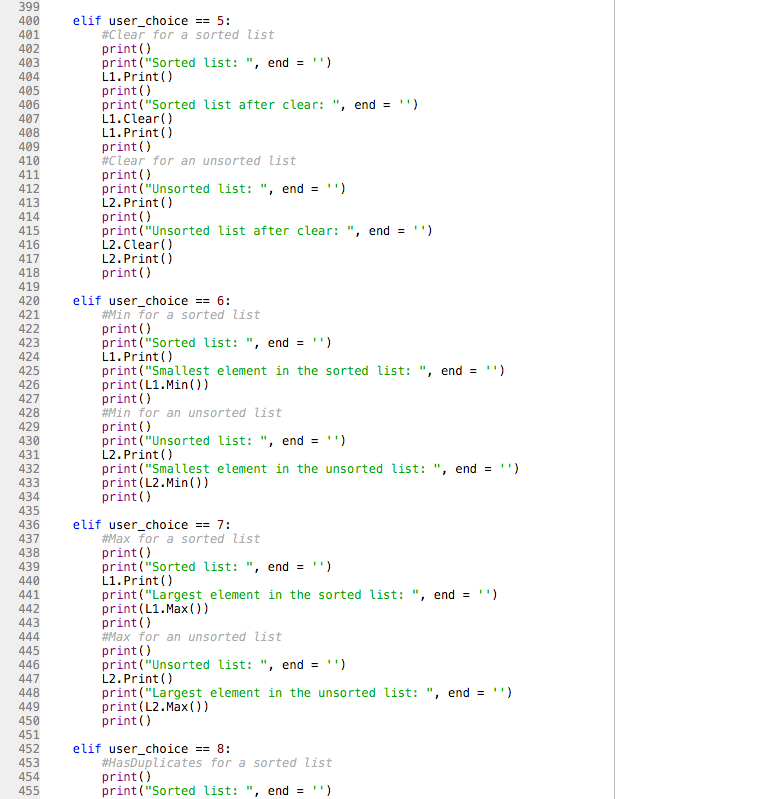 399
400 elif user_choice == 5:
401 #Clear for a sorted list
402 print()
403 print("Sorted list: ", end = '')
404 L1.Print()
405 print()
406 print("Sorted list after clear: ", end = '')
407 L1.Clear()
408 L1.Print()
409 print()
410 #Clear for an unsorted list
411 print()
412 print("Unsorted list: ", end = '')
413 L2.Print()
414 print()
415 print("Unsorted list after clear: ", end = '')
416 L2.Clear()
417 L2.Print()
418 print()
419
420 elif user_choice == 6:
421 #Min for a sorted list
422 print()
423 print("Sorted list: ", end = '')
424 L1.Print()
425 print("Smallest element in the sorted list: ", end = '')
426 print(L1.Min())
427 print()
428 #Min for an unsorted list
429 print()
430 print("Unsorted list: ", end = '')
431 L2.Print()
432 print("Smallest element in the unsorted list: ", end = '')
433 print(L2.Min())
434 print()
435
436 elif user_choice == 7:
437 #Max for a sorted list
438 print()
439 print("Sorted list: ", end = '')
440 L1.Print()
441 print("Largest element in the sorted list: ", end = '')
442 print(L1.Max())
443 print()
444 #Max for an unsorted list
445 print()
446 print("Unsorted list: ", end = '')
447 L2.Print()
448 print("Largest element in the unsorted list: ", end = '')
449 print(L2.Max())
450 print()
451
452 elif user_choice == 8:
453 #HasDuplicates for a sorted list
454 print()
455 print("Sorted list: ", end = '')